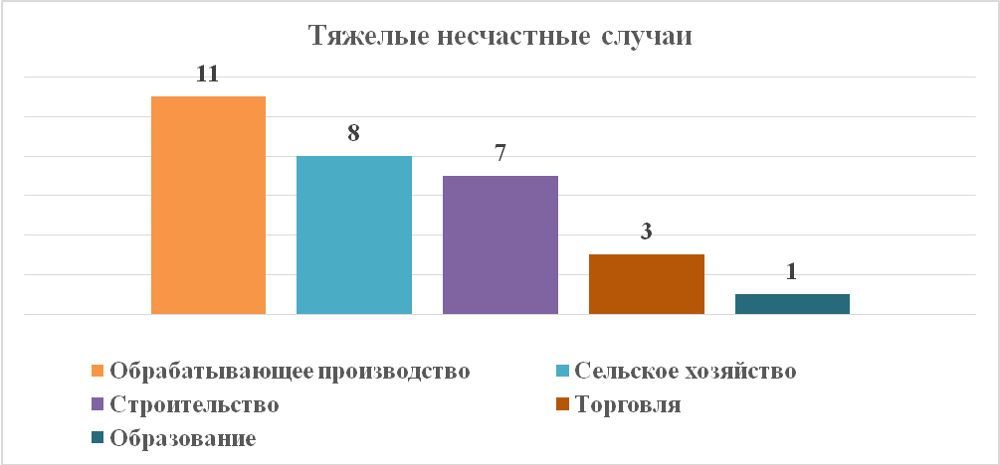 Тяжелые несчастные случаи
11
8
7
3
1
Обрабатывающее производство
Сельское хозяйство
Строительство
Торговля
Образование